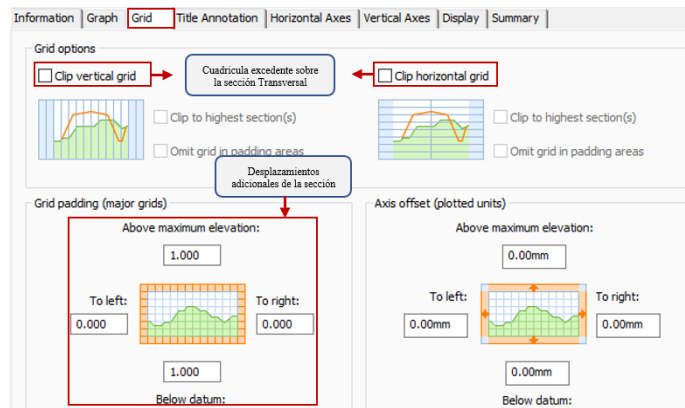 Information Graph Grid Title Annotation Horizontal Axes Vertical Axes Display Summary
Grid options
Clip vertical grid
Cuadricula excedente sobre
la sección Transversal
Clip horizontal grid
Clip to highest section(s)
Clip to highest section(s)
Omit grid in padding areas
Omit grid in padding areas
Desplazamientos
adicionales de la sección
Grid padding (major grids)
Axis offset (plotted units)
Above maximum elevation:
Above maximum elevation:
1.000
0.00mm
To left:
To right:
To left:
To right:
0.000
0.000
0.00mm
0.00mm
1.000
0.00mm
Below datum:
Below datum: